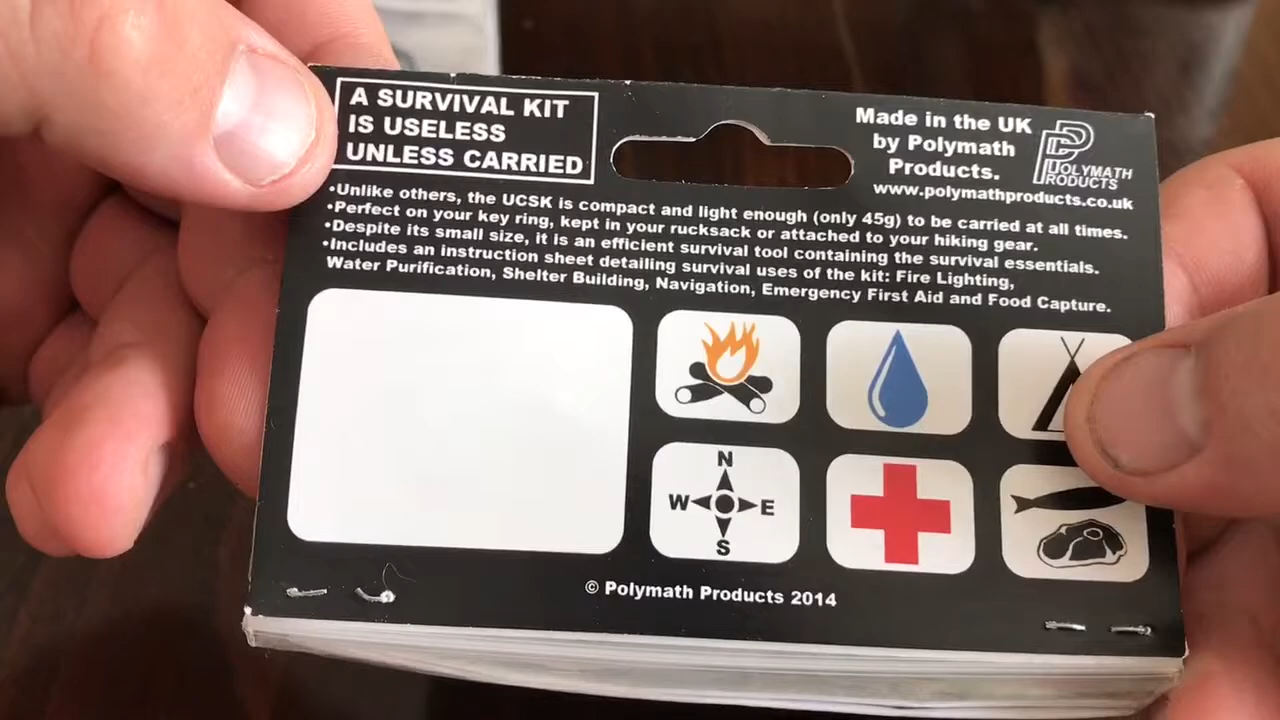 A SURVIVAL KIT
IS USELESS
UNLESS CARRIED
Made in the UK
by Polymath
Products.
www.polymathproducts.co.uk
POLYMATH
PRODUCTS
•Unlike others, the UCSK is compact and light enough (only 45g) to be carried at all times.
•Perfect on your key ring, kept in your rucksack or attached to your hiking gear.
•Despite its small size, it is an efficient survival tool containing the survival essentials.
•Includes an instruction sheet detailing survival uses of the kit: Fire Lighting,
Water Purification, Shelter Building, Navigation, Emergency First Aid and Food Capture.
N
W E
S
© Polymath Products 2014